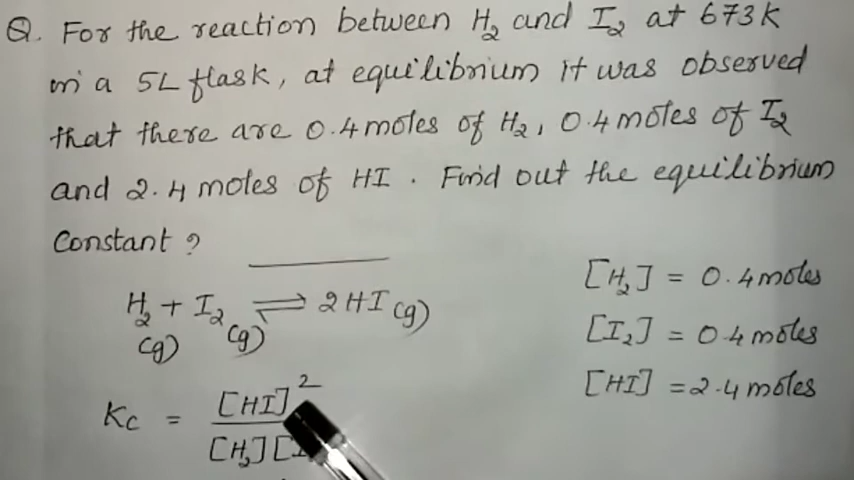 Q. For the reaction between H₂ and I₂ at 673K
in a 5L flask, at equilibrium it was observed
that there are 0.4 moles of H₂, 0.4 moles of I₂
and 2.4 moles of HI. Find out the equilibrium
Constant?
H₂ + I₂ ⇌ 2HI (g)
(g) (g)
[H₂] = 0.4 moles
[I₂] = 0.4 moles
[HI] = 2.4 moles
Kc = [HI]²
[H₂][